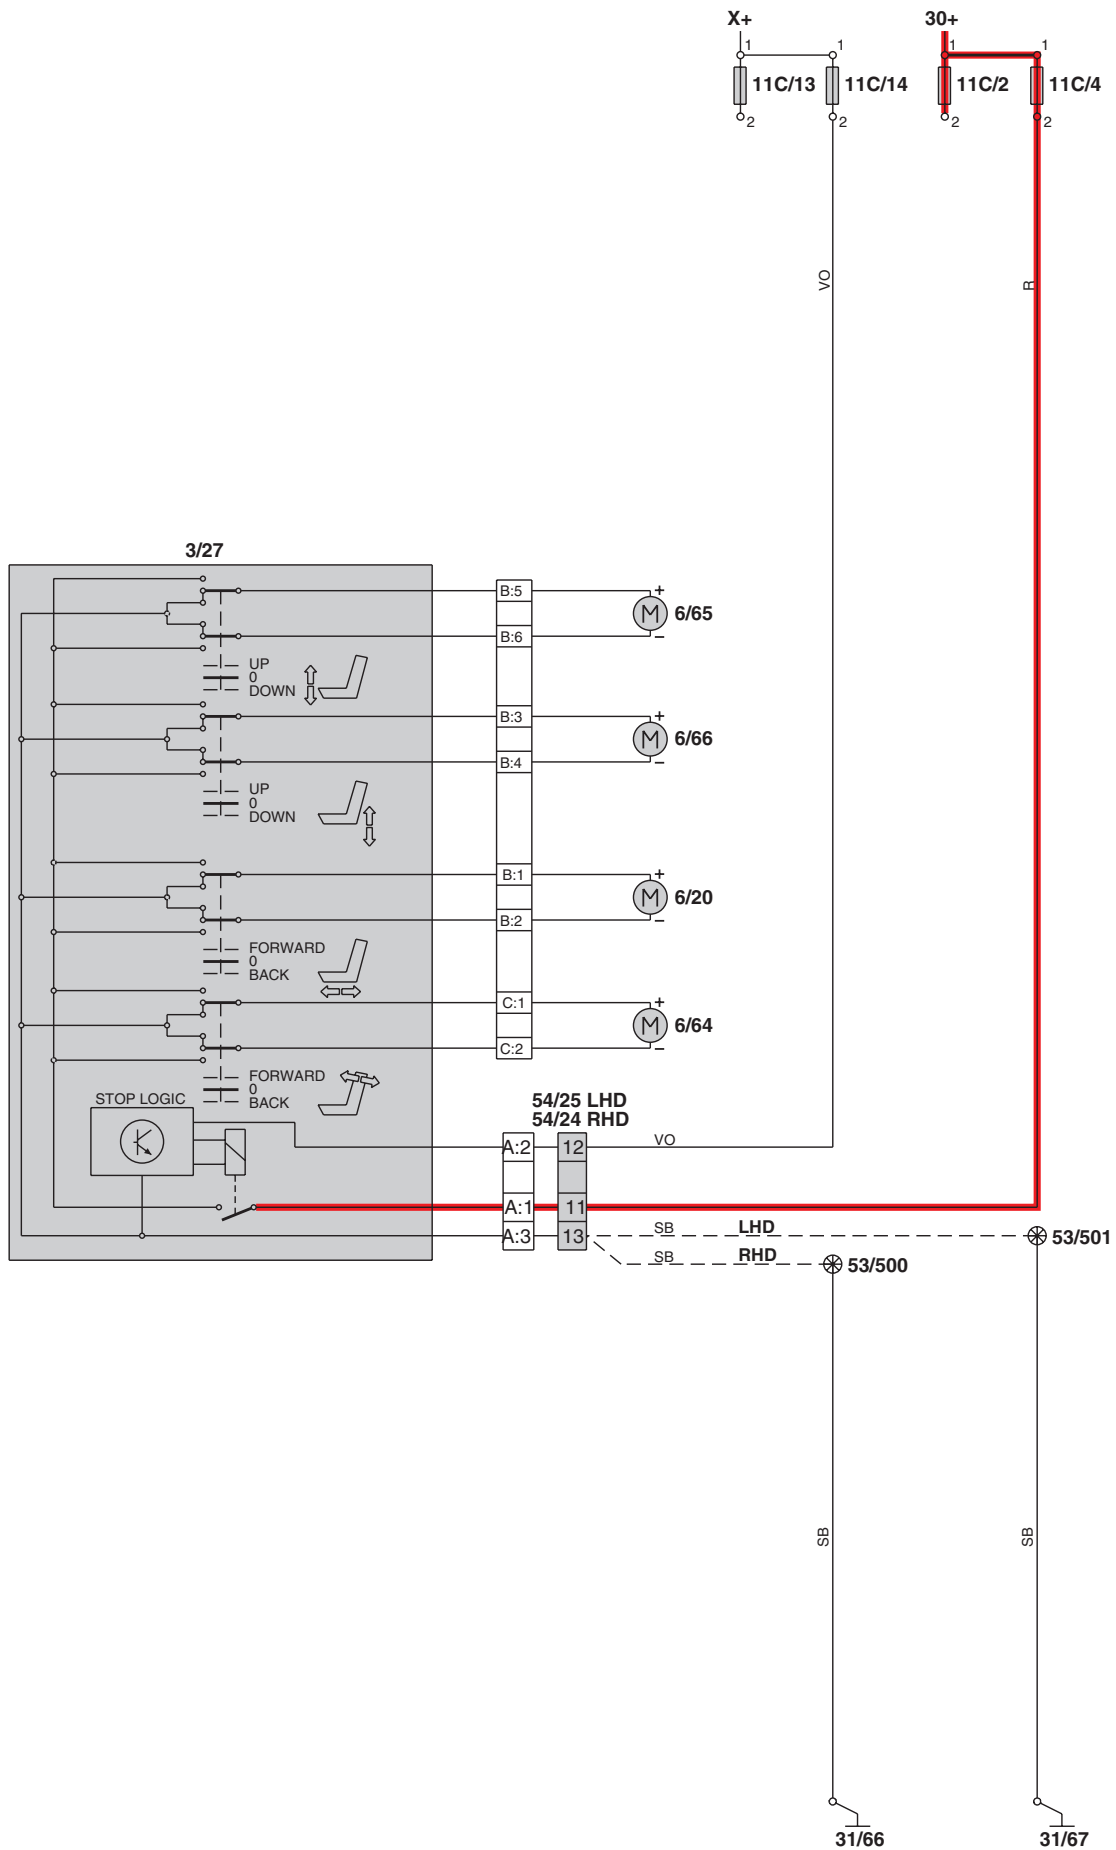 X+ 30+
1 1 1 1
11C/13 11C/14 11C/2 11C/4
2 2 2 2
VO R
3/27
B:5 + M 6/65
B:6 –
UP
0
DOWN
B:3 + M 6/66
B:4 –
UP
0
DOWN
B:1 + M 6/20
B:2 –
FORWARD
0
BACK
C:1 + M 6/64
C:2 –
FORWARD
0
BACK
STOP LOGIC
54/25 LHD
54/24 RHD
A:2 12 VO
A:1 11
A:3 13 SB LHD 53/501
SB RHD 53/500
SB SB
31/66 31/67